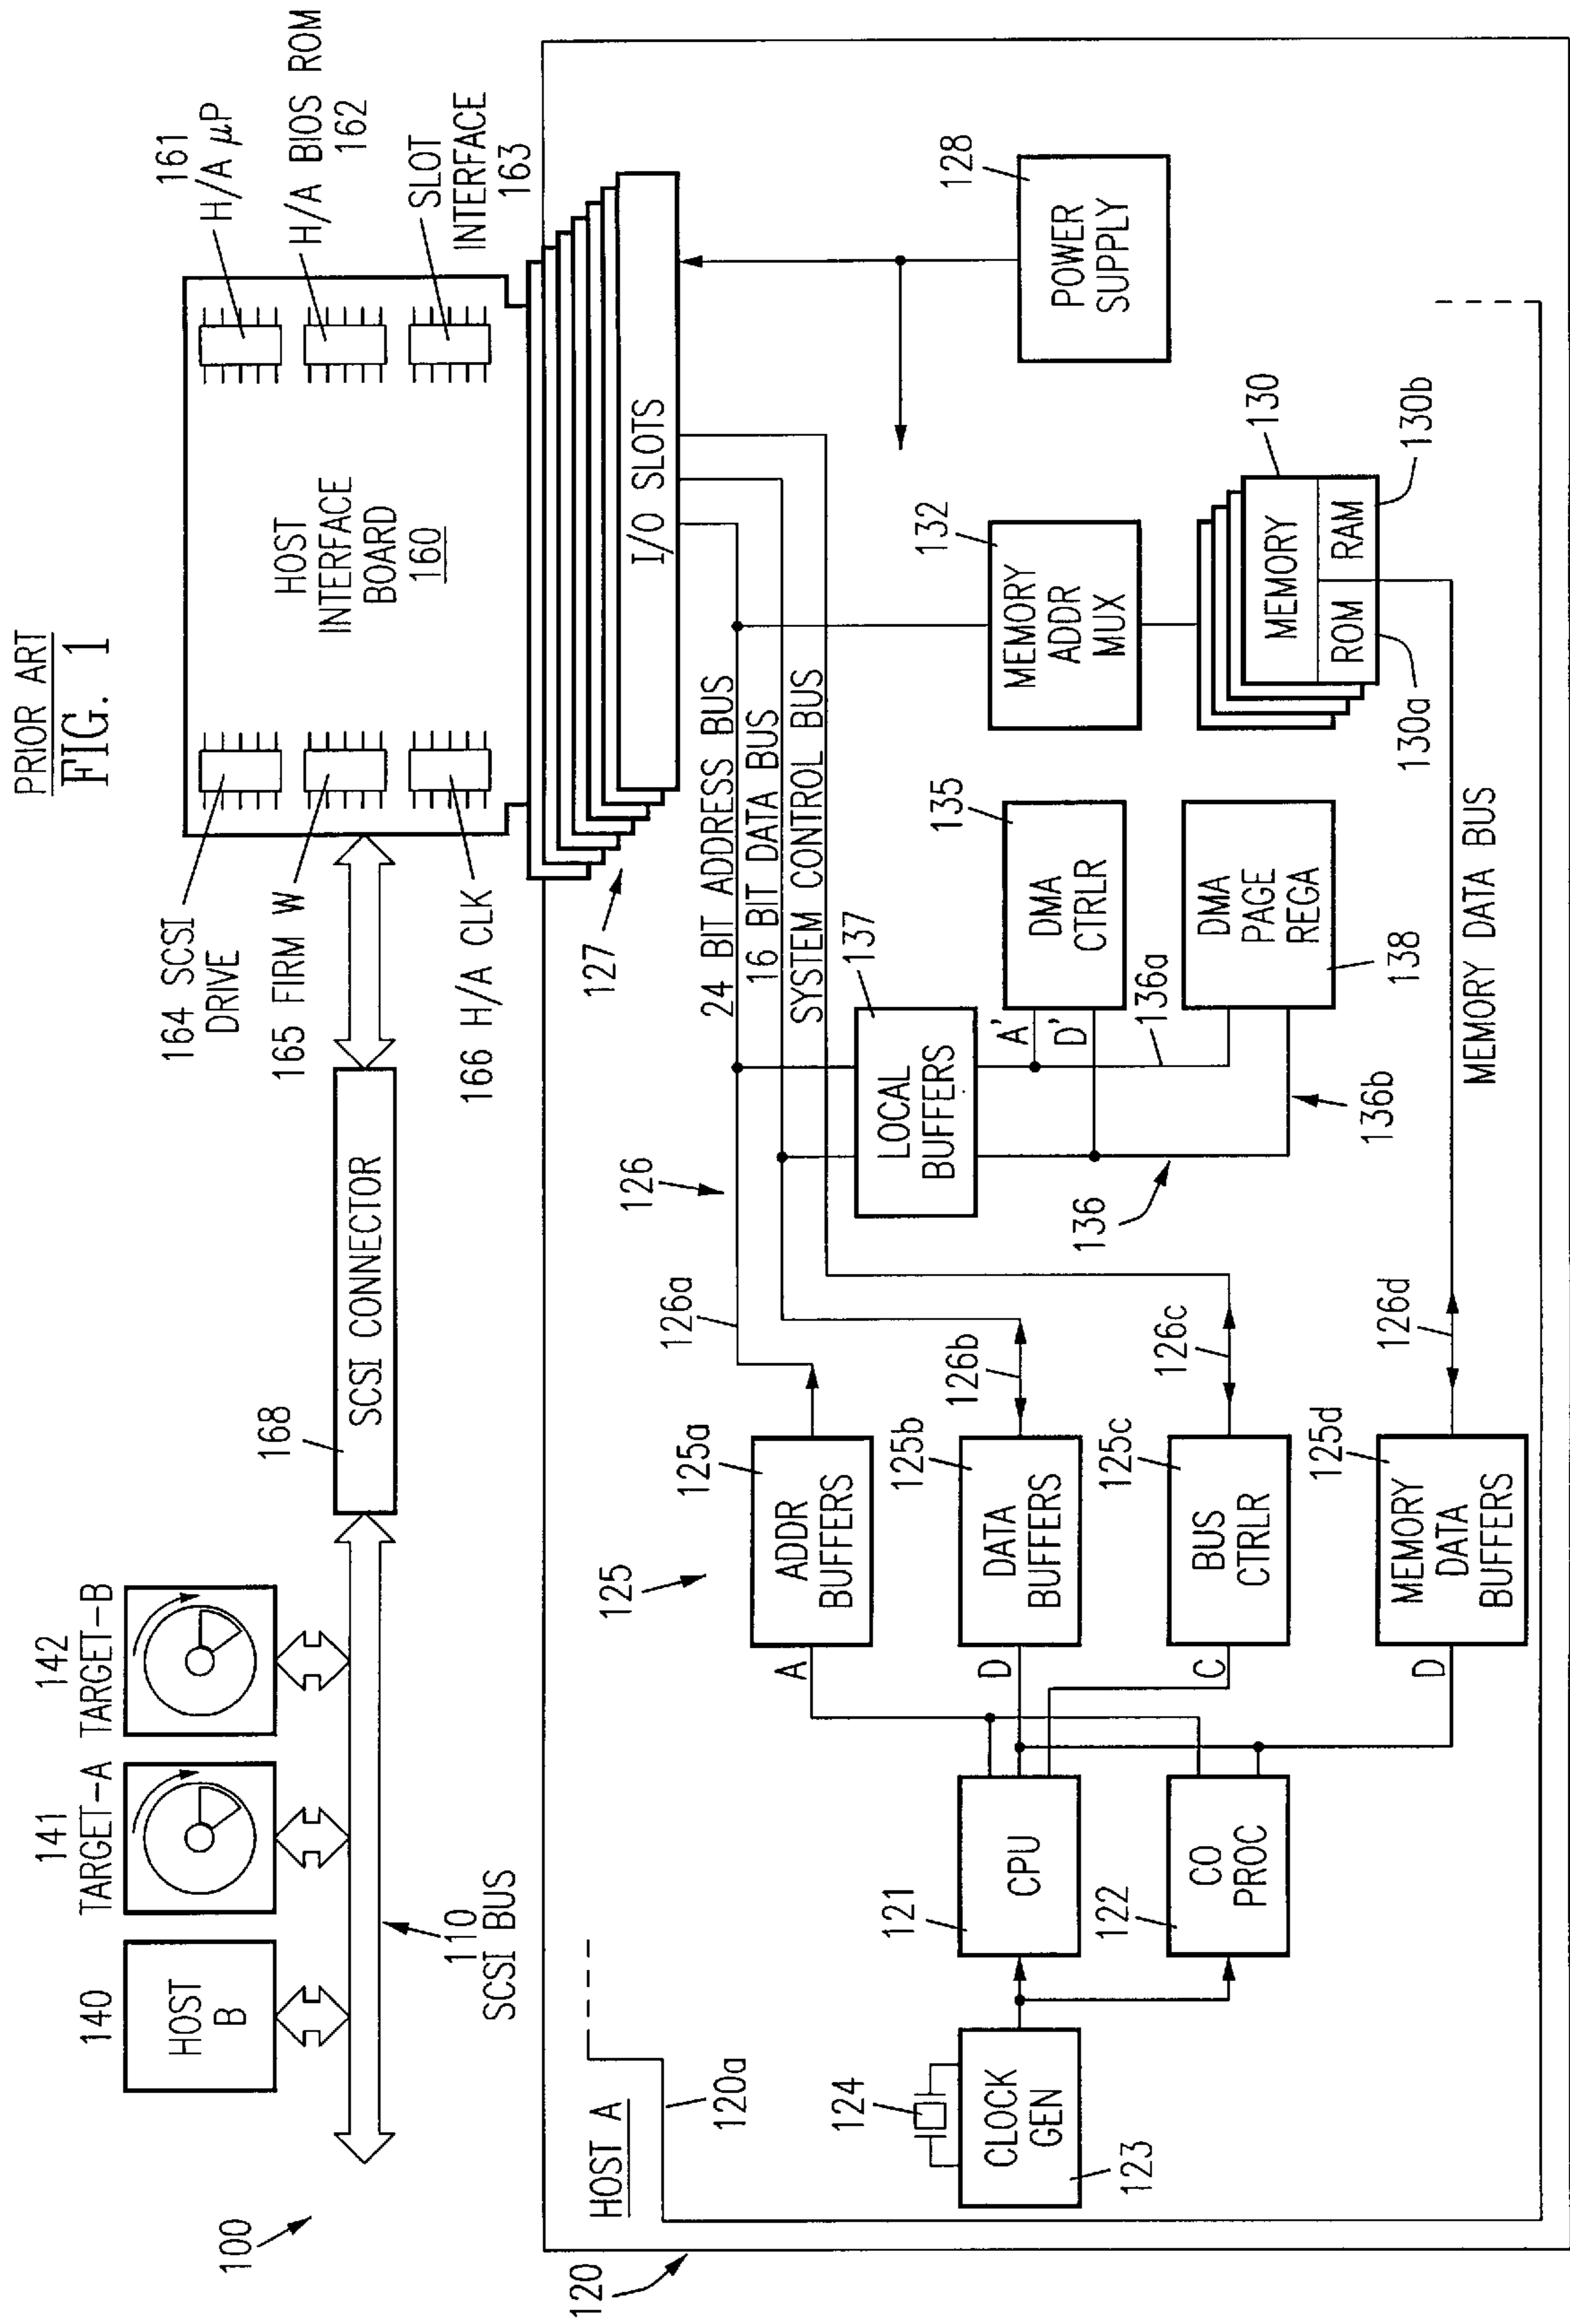 PRIOR ART
FIG. 1
100
140
HOST
B
141
TARGET-A
142
TARGET-B
110
SCSI BUS
168
SCSI CONNECTOR
164 SCSI
DRIVE
165 FIRM W
166 H/A CLK
HOST
INTERFACE
BOARD
160
161
H/A µP
H/A BIOS ROM
162
SLOT
INTERFACE
163
127
I/O SLOTS
120
HOST A
120a
124
CLOCK
GEN
123
121
CPU
122
CO
PROC
125
A
125a
ADDR
BUFFERS
D
125b
DATA
BUFFERS
C
125c
BUS
CTRLR
D
125d
MEMORY
DATA
BUFFERS
126
126a
126b
126c
126d
24 BIT ADDRESS BUS
16 BIT DATA BUS
SYSTEM CONTROL BUS
137
LOCAL
BUFFERS
136
A'
D'
136a
136b
135
DMA
CTRLR
DMA
PAGE
REGA
138
MEMORY DATA BUS
132
MEMORY
ADDR
MUX
130
MEMORY
ROM
RAM
130a
130b
128
POWER
SUPPLY